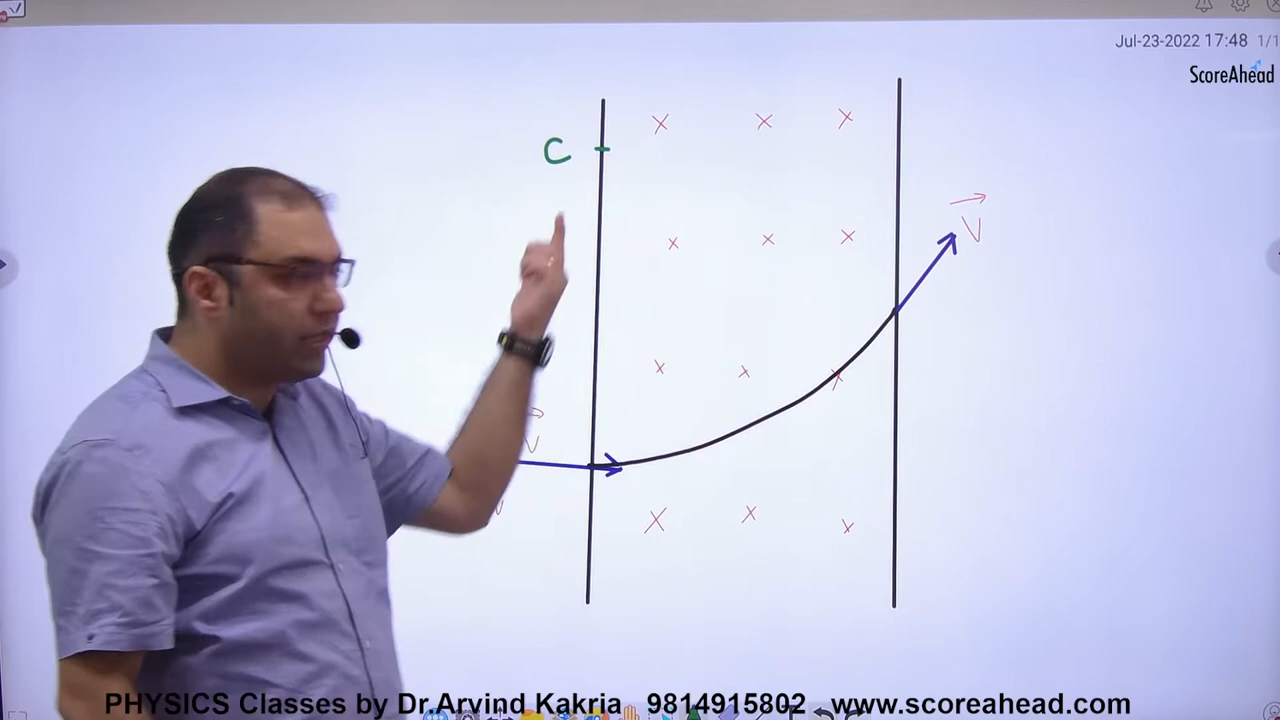 Jul-23-2022 17:48 1/1
ScoreAhead
C
V
V
PHYSICS Classes by Dr.Arvind Kakria 9814915802 www.scoreahead.com